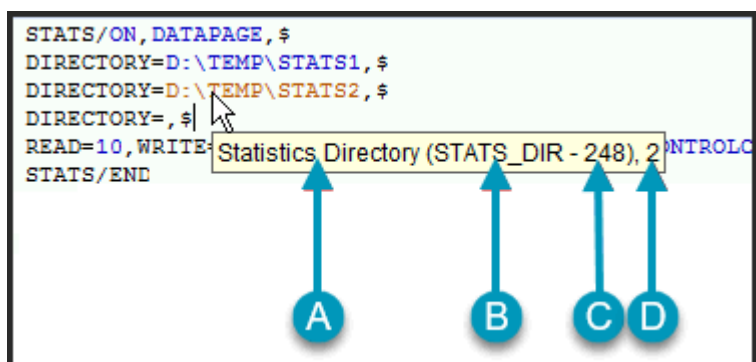 STATS/ON,DATAPAGE,$
DIRECTORY=D:\TEMP\STATS1,$
DIRECTORY=D:\TEMP\STATS2,$
DIRECTORY=,$
READ=10,WRITE= NTROLC
Statistics Directory (STATS_DIR - 248), 2
STATS/END
A B C D